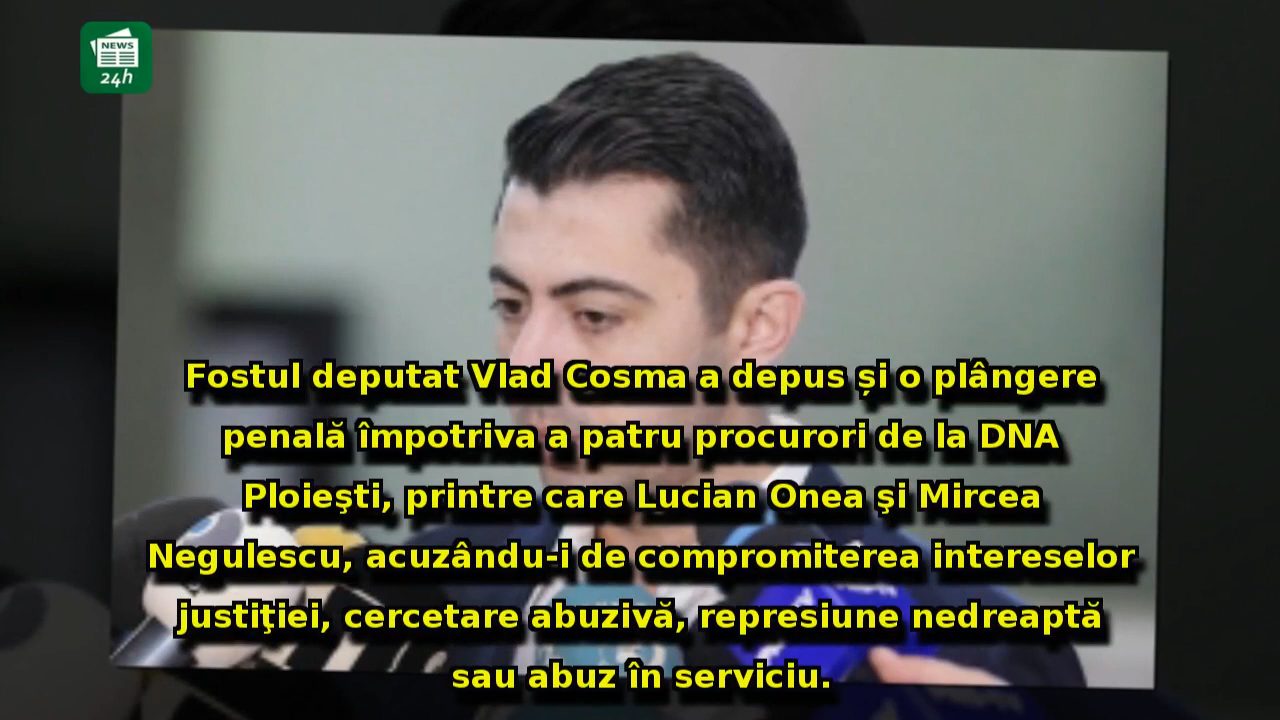 NEWS
24h
Fostul deputat Vlad Cosma a depus și o plângere
penală împotriva a patru procurori de la DNA
Ploieşti, printre care Lucian Onea şi Mircea
Negulescu, acuzându-i de compromiterea intereselor
justiţiei, cercetare abuzivă, represiune nedreaptă
sau abuz în serviciu.